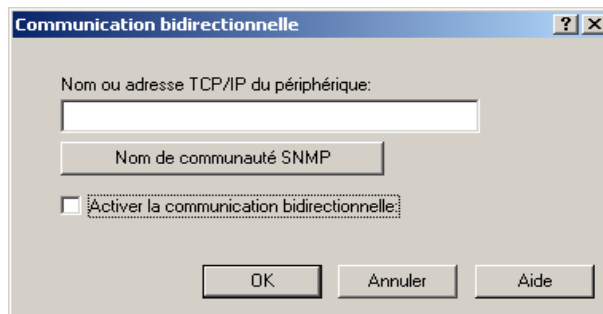 Communication bidirectionnelle
Nom ou adresse TCP/IP du périphérique:
Nom de communauté SNMP
Activer la communication bidirectionnelle:
OK Annuler Aide